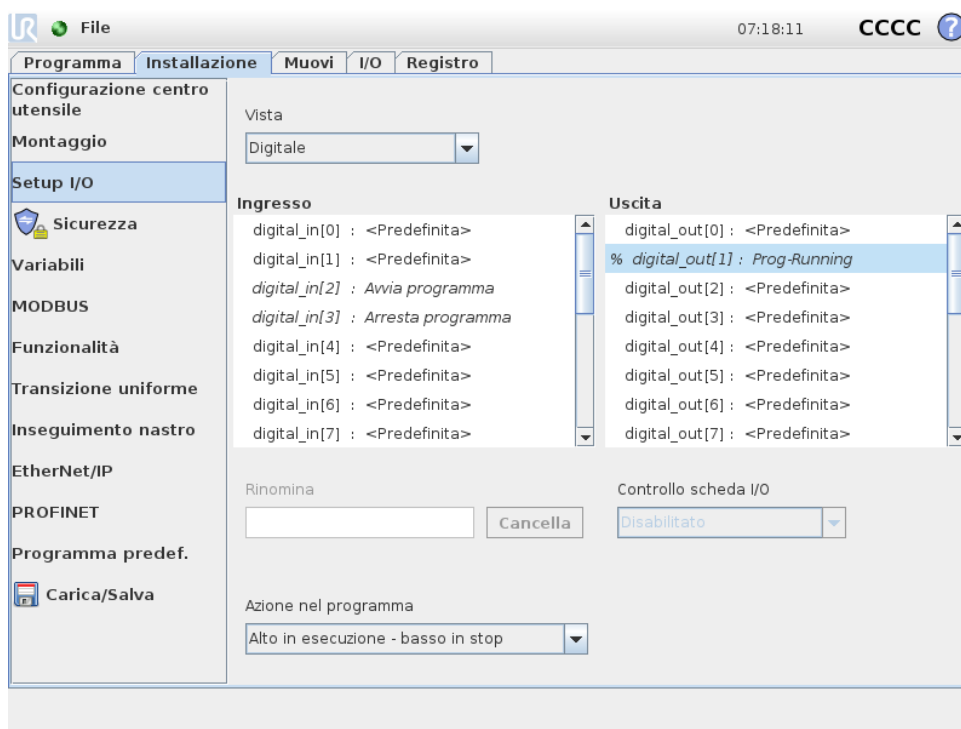 UR File 07:18:11 CCCC ?
Programma Installazione Muovi I/O Registro
Configurazione centro
utensile
Montaggio
Setup I/O
Sicurezza
Variabili
MODBUS
Funzionalità
Transizione uniforme
Inseguimento nastro
EtherNet/IP
PROFINET
Programma predef.
Carica/Salva
Vista
Digitale
Ingresso
digital_in[0] : <Predefinita>
digital_in[1] : <Predefinita>
digital_in[2] : Avvia programma
digital_in[3] : Arresta programma
digital_in[4] : <Predefinita>
digital_in[5] : <Predefinita>
digital_in[6] : <Predefinita>
digital_in[7] : <Predefinita>
Uscita
digital_out[0] : <Predefinita>
% digital_out[1] : Prog-Running
digital_out[2] : <Predefinita>
digital_out[3] : <Predefinita>
digital_out[4] : <Predefinita>
digital_out[5] : <Predefinita>
digital_out[6] : <Predefinita>
digital_out[7] : <Predefinita>
Rinomina
Cancella
Controllo scheda I/O
Disabilitato
Azione nel programma
Alto in esecuzione - basso in stop